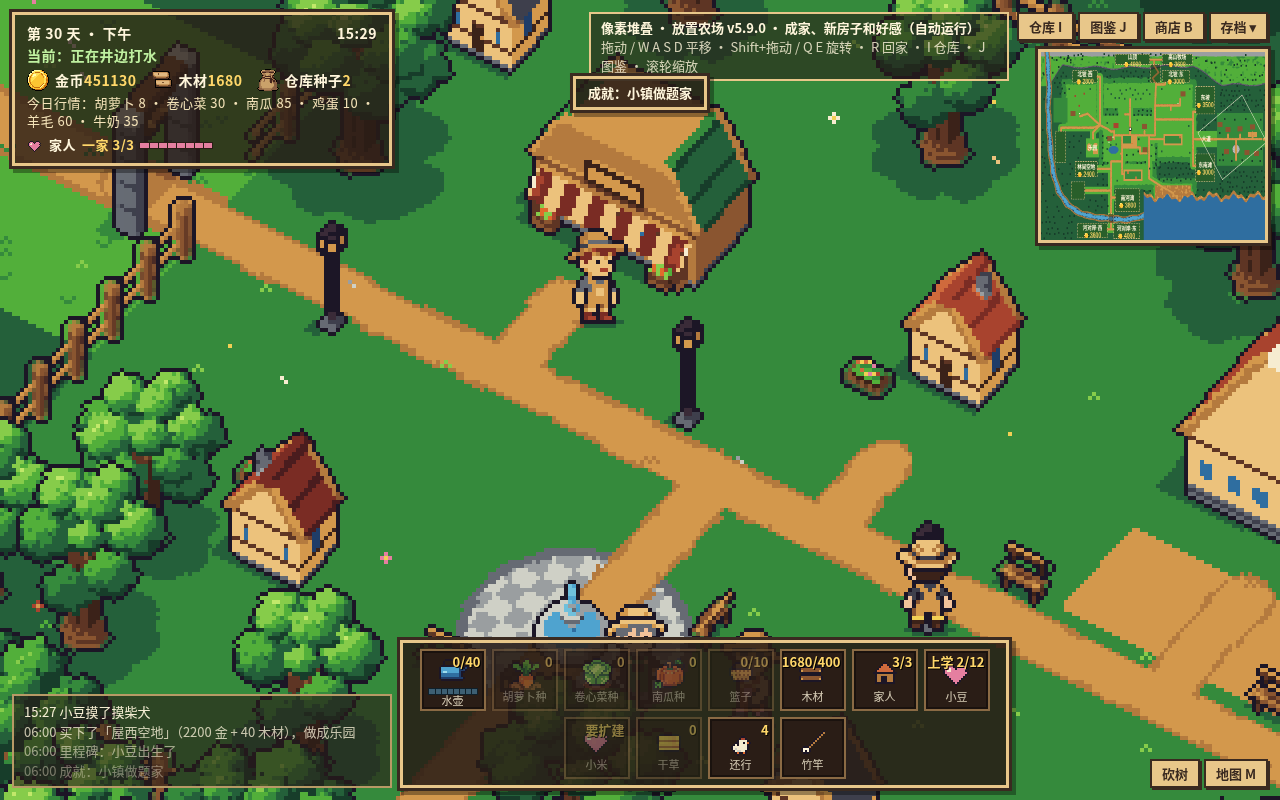 第 30 天 · 下午 15:29
当前：正在井边打水
金币451130 木材1680 仓库种子2
今日行情：胡萝卜 8 · 卷心菜 30 · 南瓜 85 · 鸡蛋 10 ·
羊毛 60 · 牛奶 35
家人 一家 3/3
像素堆叠 · 放置农场 v5.9.0 · 成家、新房子和好感（自动运行）
拖动 / W A S D 平移 · Shift+拖动 / Q E 旋转 · R 回家 · I 仓库 · J
图鉴 · 滚轮缩放
成就：小镇做题家
仓库 I
图鉴 J
商店 B
存档 ▾
15:27 小豆摸了摸柴犬
06:00 买下了「屋西空地」（2200 金 + 40 木材），做成乐园
06:00 里程碑：小豆出生了
06:00 成就：小镇做题家
0/40
水壶
0
胡萝卜种
0
卷心菜种
0
南瓜种
0/10
篮子
1680/400
木材
3/3
家人
上学 2/12
小豆
要扩建
小米
0
干草
4
还行
竹竿
砍树
地图 M